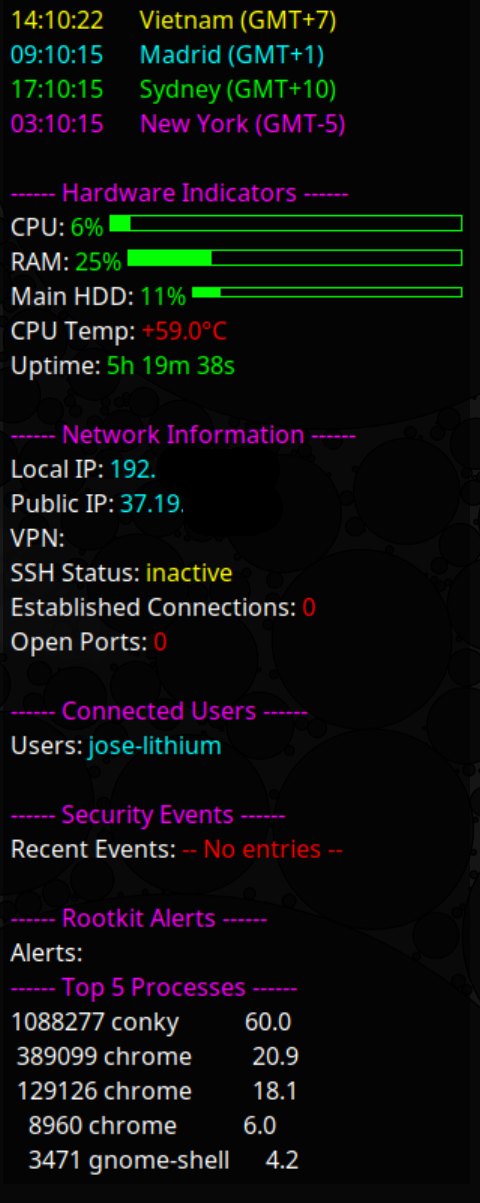 14:10:22 Vietnam (GMT+7)
09:10:15 Madrid (GMT+1)
17:10:15 Sydney (GMT+10)
03:10:15 New York (GMT-5)
------ Hardware Indicators ------
CPU: 6%
RAM: 25%
Main HDD: 11%
CPU Temp: +59.0°C
Uptime: 5h 19m 38s
------ Network Information ------
Local IP: 192.
Public IP: 37.19.
VPN:
SSH Status: inactive
Established Connections: 0
Open Ports: 0
------ Connected Users ------
Users: jose-lithium
------ Security Events ------
Recent Events: -- No entries --
------ Rootkit Alerts ------
Alerts:
------ Top 5 Processes ------
1088277 conky 60.0
389099 chrome 20.9
129126 chrome 18.1
8960 chrome 6.0
3471 gnome-shell 4.2